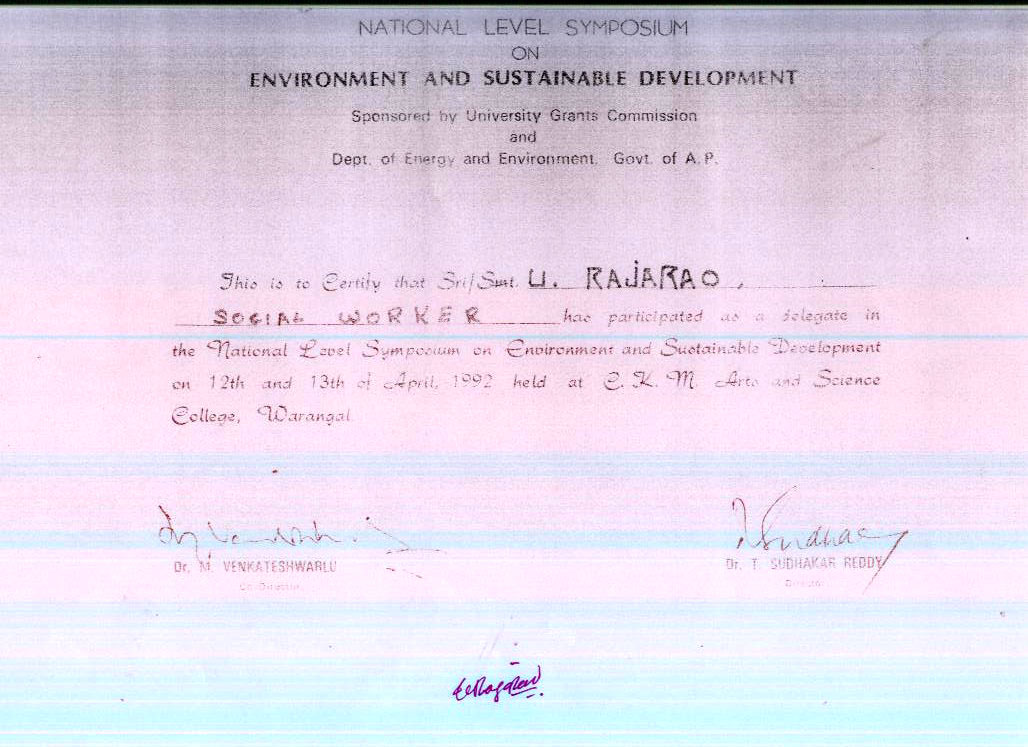 NATIONAL LEVEL SYMPOSIUM
ON
ENVIRONMENT AND SUSTAINABLE DEVELOPMENT
Sponsored by University Grants Commission
and
Dept. of Energy and Environment. Govt. of A.P.
This is to Certify that Sri/Smt. U. RAJARAO,
SOCIAL WORKER has participated as a delegate in
the National Level Symposium on Environment and Sustainable Development
on 12th and 13th of April, 1992 held at C. K. M. Arts and Science
College, Warangal
Dr. M. VENKATESHWARLU
Dr. T. SUDHAKAR REDDY
Co-Director
Director